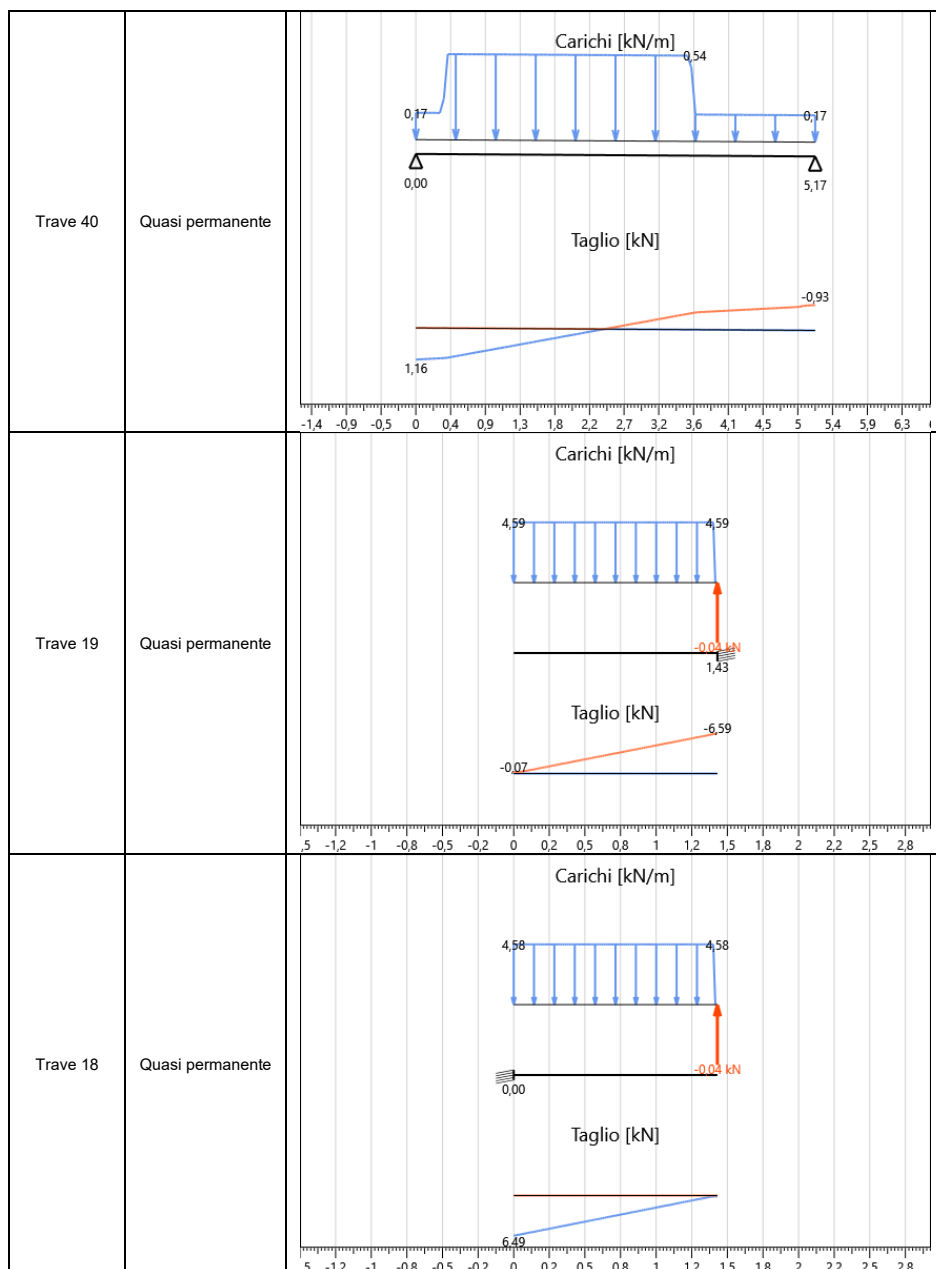 Trave 40
Quasi permanente
Carichi [kN/m]
0,54
0,17
0,17
0,00
5,17
Taglio [kN]
-0,93
1,16
-1,4 -0,9 -0,5 0 0,4 0,9 1,3 1,8 2,2 2,7 3,2 3,6 4,1 4,5 5 5,4 5,9 6,3
Trave 19
Quasi permanente
Carichi [kN/m]
4,59 4,59
-0,04 kN
1,43
Taglio [kN]
-6,59
-0,07
,5 -1,2 -1 -0,8 -0,5 -0,2 0 0,2 0,5 0,8 1 1,2 1,5 1,8 2 2,2 2,5 2,8
Trave 18
Quasi permanente
Carichi [kN/m]
4,58 4,58
-0,04 kN
0,00
Taglio [kN]
6,49
,5 -1,2 -1 -0,8 -0,5 -0,2 0 0,2 0,5 0,8 1 1,2 1,5 1,8 2 2,2 2,5 2,8